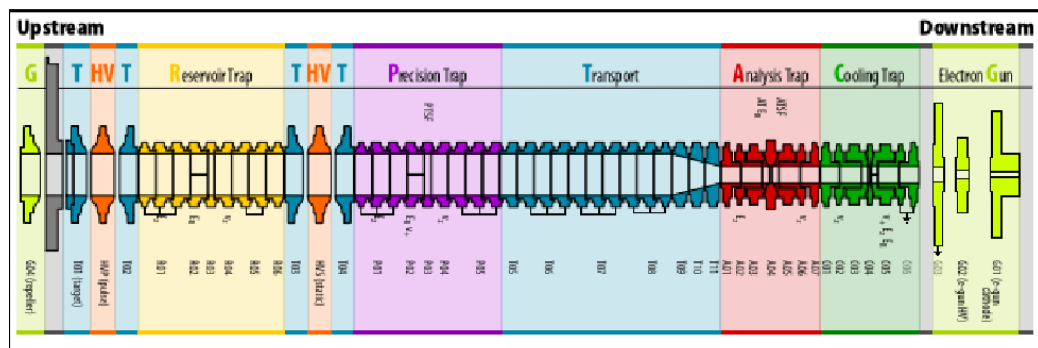 Upstream
Downstream
G
T
HV
T
Reservoir Trap
T
HV
T
Precision Trap
Transport
Analysis Trap
Cooling Trap
Electron Gun
PTSF
G04 (repeller)
T01 (target)
HVP (pulse)
T02
R01
R02
R03
R04
R05
R06
T03
HVS (static)
T04
P01
P02
P03
P04
P05
T05
T06
T07
T08
T09
T10
T11
A01
A02
A03
A04
A05
A06
A07
C01
C02
C03
C04
C05
C06
G03
G02 (e-gun HV)
G01 (e-gun
cathode)